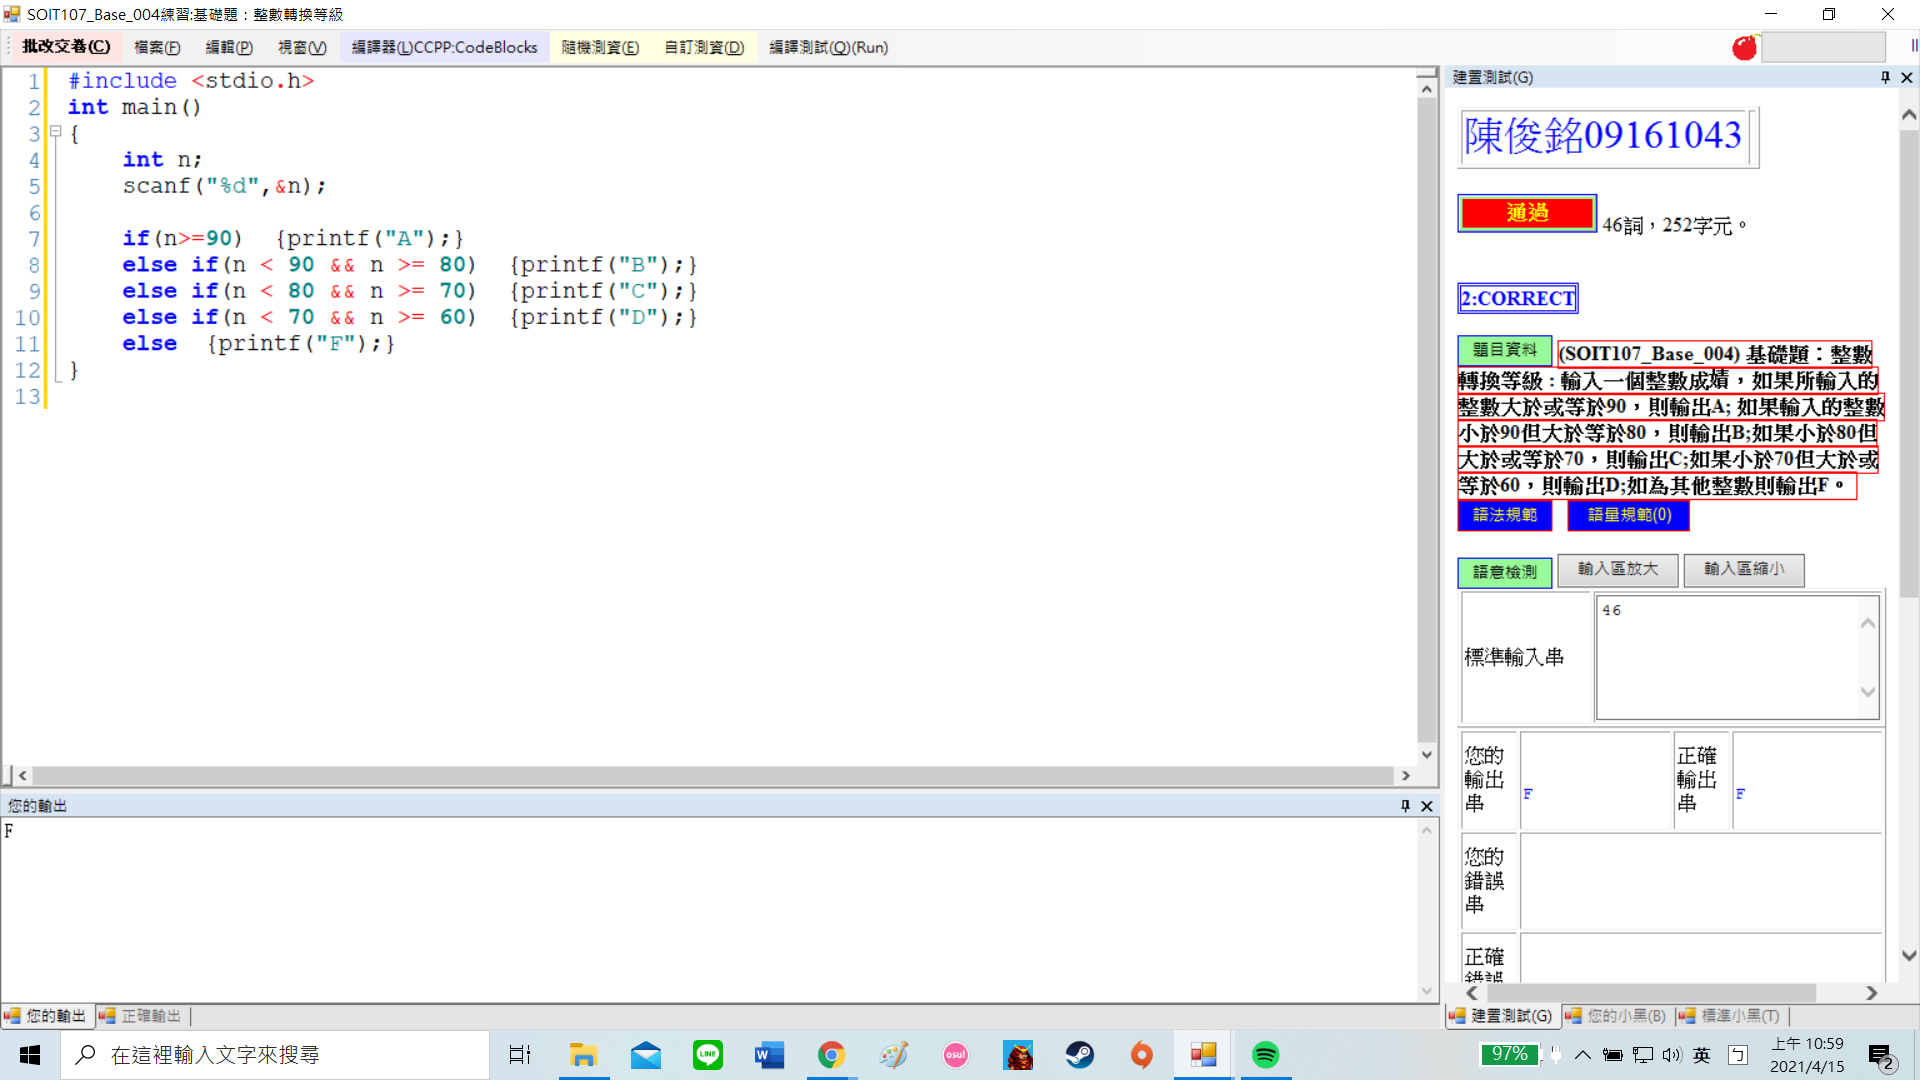 SOIT107_Base_004練習:基礎題：整數轉換等級
批改交卷(C) 檔案(F) 編輯(P) 視窗(V) 編譯器(L)CCPP:CodeBlocks 隨機測資(E) 自訂測資(D) 編譯測試(Q)(Run)
1 #include <stdio.h>
2 int main()
3 {
4 int n;
5 scanf("%d",&n);
6
7 if(n>=90) {printf("A");}
8 else if(n < 90 && n >= 80) {printf("B");}
9 else if(n < 80 && n >= 70) {printf("C");}
10 else if(n < 70 && n >= 60) {printf("D");}
11 else {printf("F");}
12 }
13
您的輸出
F
您的輸出 正確輸出
建置測試(G)
陳俊銘09161043
通過 46詞，252字元。
2:CORRECT
題目資料 (SOIT107_Base_004) 基礎題：整數
轉換等級：輸入一個整數成績，如果所輸入的
整數大於或等於90，則輸出A; 如果輸入的整數
小於90但大於等於80，則輸出B;如果小於80但
大於或等於70，則輸出C;如果小於70但大於或
等於60，則輸出D;如為其他整數則輸出F。
語法規範 語量規範(0)
語意檢測 輸入區放大 輸入區縮小
標準輸入串 46
您的輸出串 F 正確輸出串 F
您的錯誤串
正確錯誤
建置測試(G) 您的小黑(B) 標準小黑(T)
在這裡輸入文字來搜尋
LINE
W
osu!
97%
英
上午 10:59
2021/4/15
2